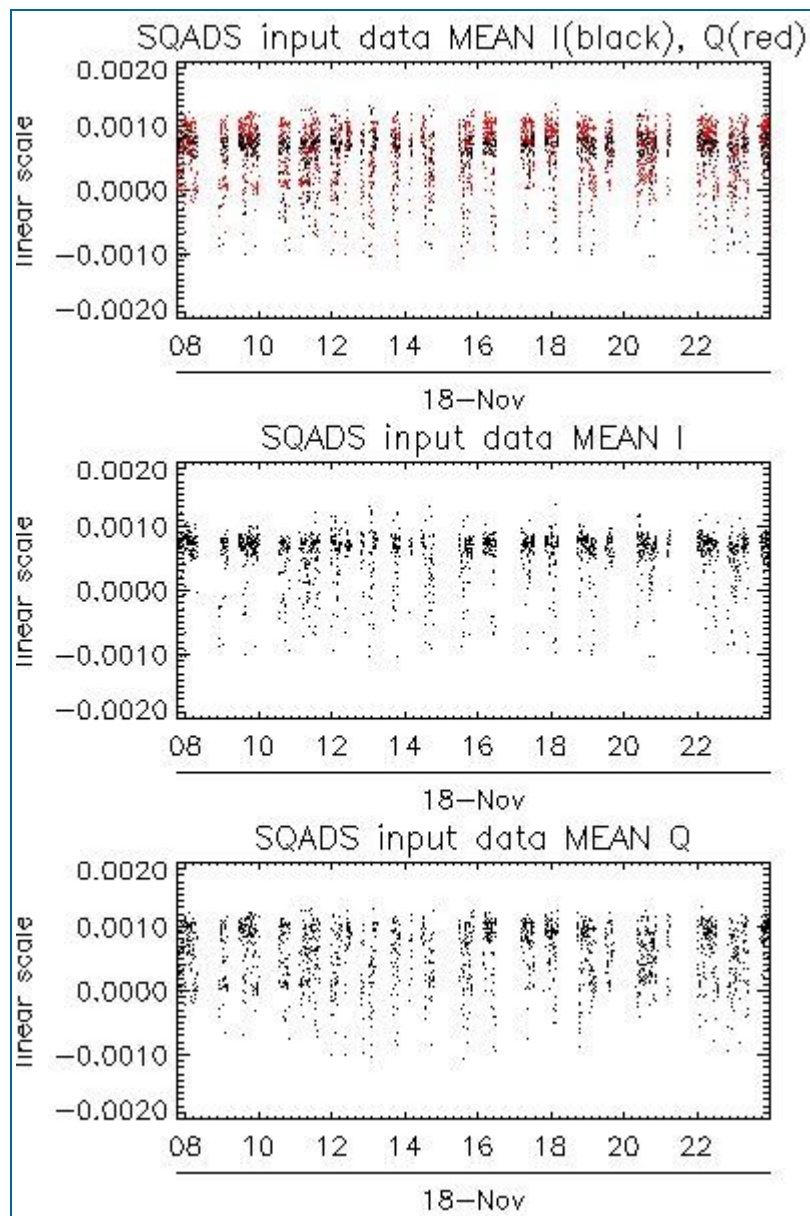 SQADS input data MEAN I(black), Q(red)
0.0020
0.0010
0.0000
−0.0010
−0.0020
linear scale
08 10 12 14 16 18 20 22
18−Nov
SQADS input data MEAN I
0.0020
0.0010
0.0000
−0.0010
−0.0020
linear scale
08 10 12 14 16 18 20 22
18−Nov
SQADS input data MEAN Q
0.0020
0.0010
0.0000
−0.0010
−0.0020
linear scale
08 10 12 14 16 18 20 22
18−Nov